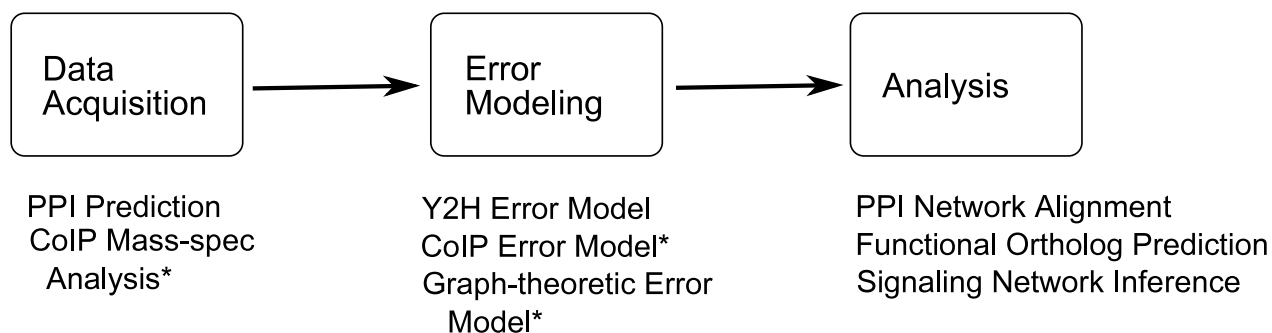 Data
Acquisition
Error
Modeling
Analysis
PPI Prediction
CoIP Mass-spec
Analysis*
Y2H Error Model
CoIP Error Model*
Graph-theoretic Error
Model*
PPI Network Alignment
Functional Ortholog Prediction
Signaling Network Inference